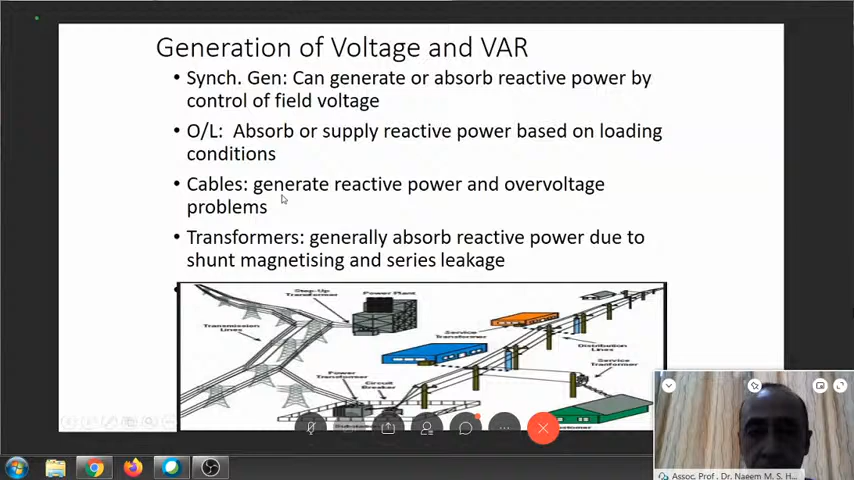 Generation of Voltage and VAR
• Synch. Gen: Can generate or absorb reactive power by
control of field voltage
• O/L: Absorb or supply reactive power based on loading
conditions
• Cables: generate reactive power and overvoltage
problems
• Transformers: generally absorb reactive power due to
shunt magnetising and series leakage
Step-Up
Transformer
Power Plant
Transmission
Lines
Service
Transformer
Distribution
Lines
Service
Tranformer
Power
Transformer
Circuit
Breaker
Assoc. Prof. Dr. Naeem M. S. H...